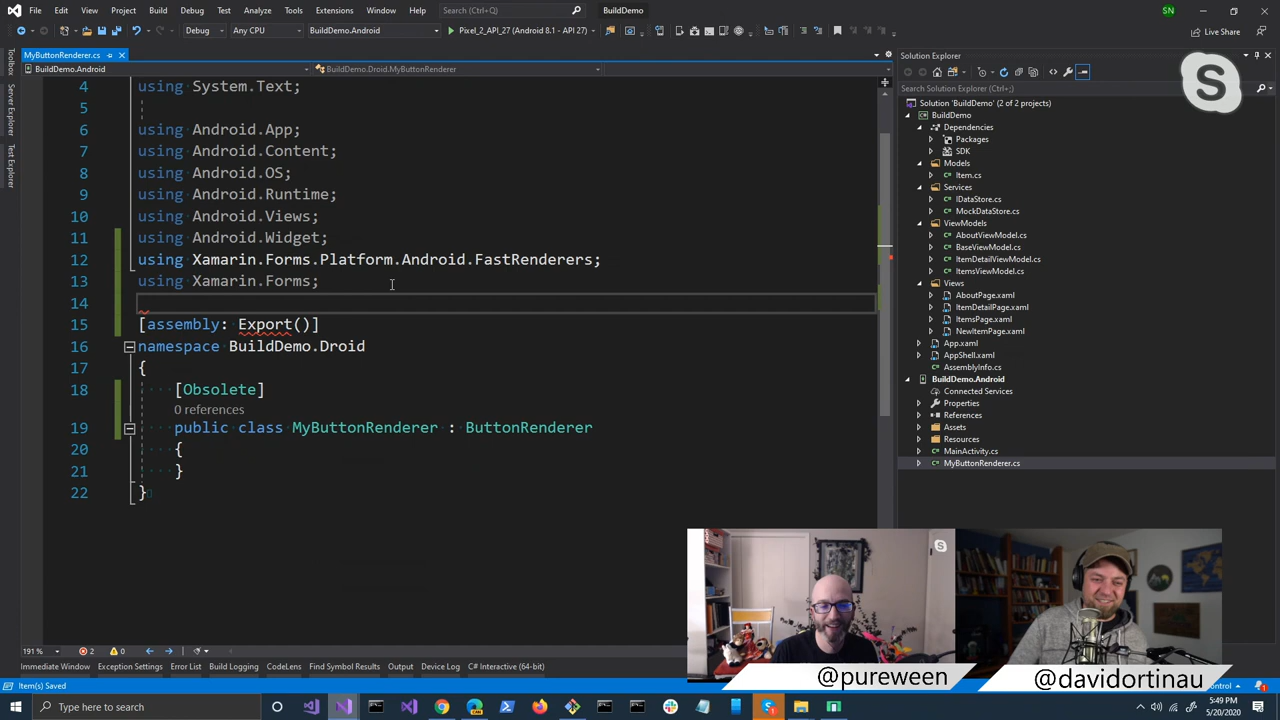 File Edit View Project Build Debug Test Analyze Tools Extensions Window Help Search (Ctrl+Q) BuildDemo SN
Debug Any CPU BuildDemo.Android Pixel_2_API_27 (Android 8.1 - API 27) Live Share
MyButtonRenderer.cs
BuildDemo.Android BuildDemo.Droid.MyButtonRenderer
Toolbox
Server Explorer
Test Explorer
4 using System.Text;
5
6 using Android.App;
7 using Android.Content;
8 using Android.OS;
9 using Android.Runtime;
10 using Android.Views;
11 using Android.Widget;
12 using Xamarin.Forms.Platform.Android.FastRenderers;
13 using Xamarin.Forms;
14
15 [assembly: Export()]
16 namespace BuildDemo.Droid
17 {
18 [Obsolete]
0 references
19 public class MyButtonRenderer : ButtonRenderer
20 {
21 }
22 }
191 % 2 0
Solution Explorer
Search Solution Explorer (Ctrl+;)
Solution 'BuildDemo' (2 of 2 projects)
BuildDemo
Dependencies
Packages
SDK
Models
Item.cs
Services
IDataStore.cs
MockDataStore.cs
ViewModels
AboutViewModel.cs
BaseViewModel.cs
ItemDetailViewModel.cs
ItemsViewModel.cs
Views
AboutPage.xaml
ItemDetailPage.xaml
ItemsPage.xaml
NewItemPage.xaml
App.xaml
AppShell.xaml
AssemblyInfo.cs
BuildDemo.Android
Connected Services
Properties
References
Assets
Resources
MainActivity.cs
MyButtonRenderer.cs
S
@pureween
@davidortinau
Immediate Window Exception Settings Error List Build Logging CodeLens Find Symbol Results Output Device Log C# Interactive (64-bit)
Item(s) Saved
Type here to search
5:49 PM
5/20/2020